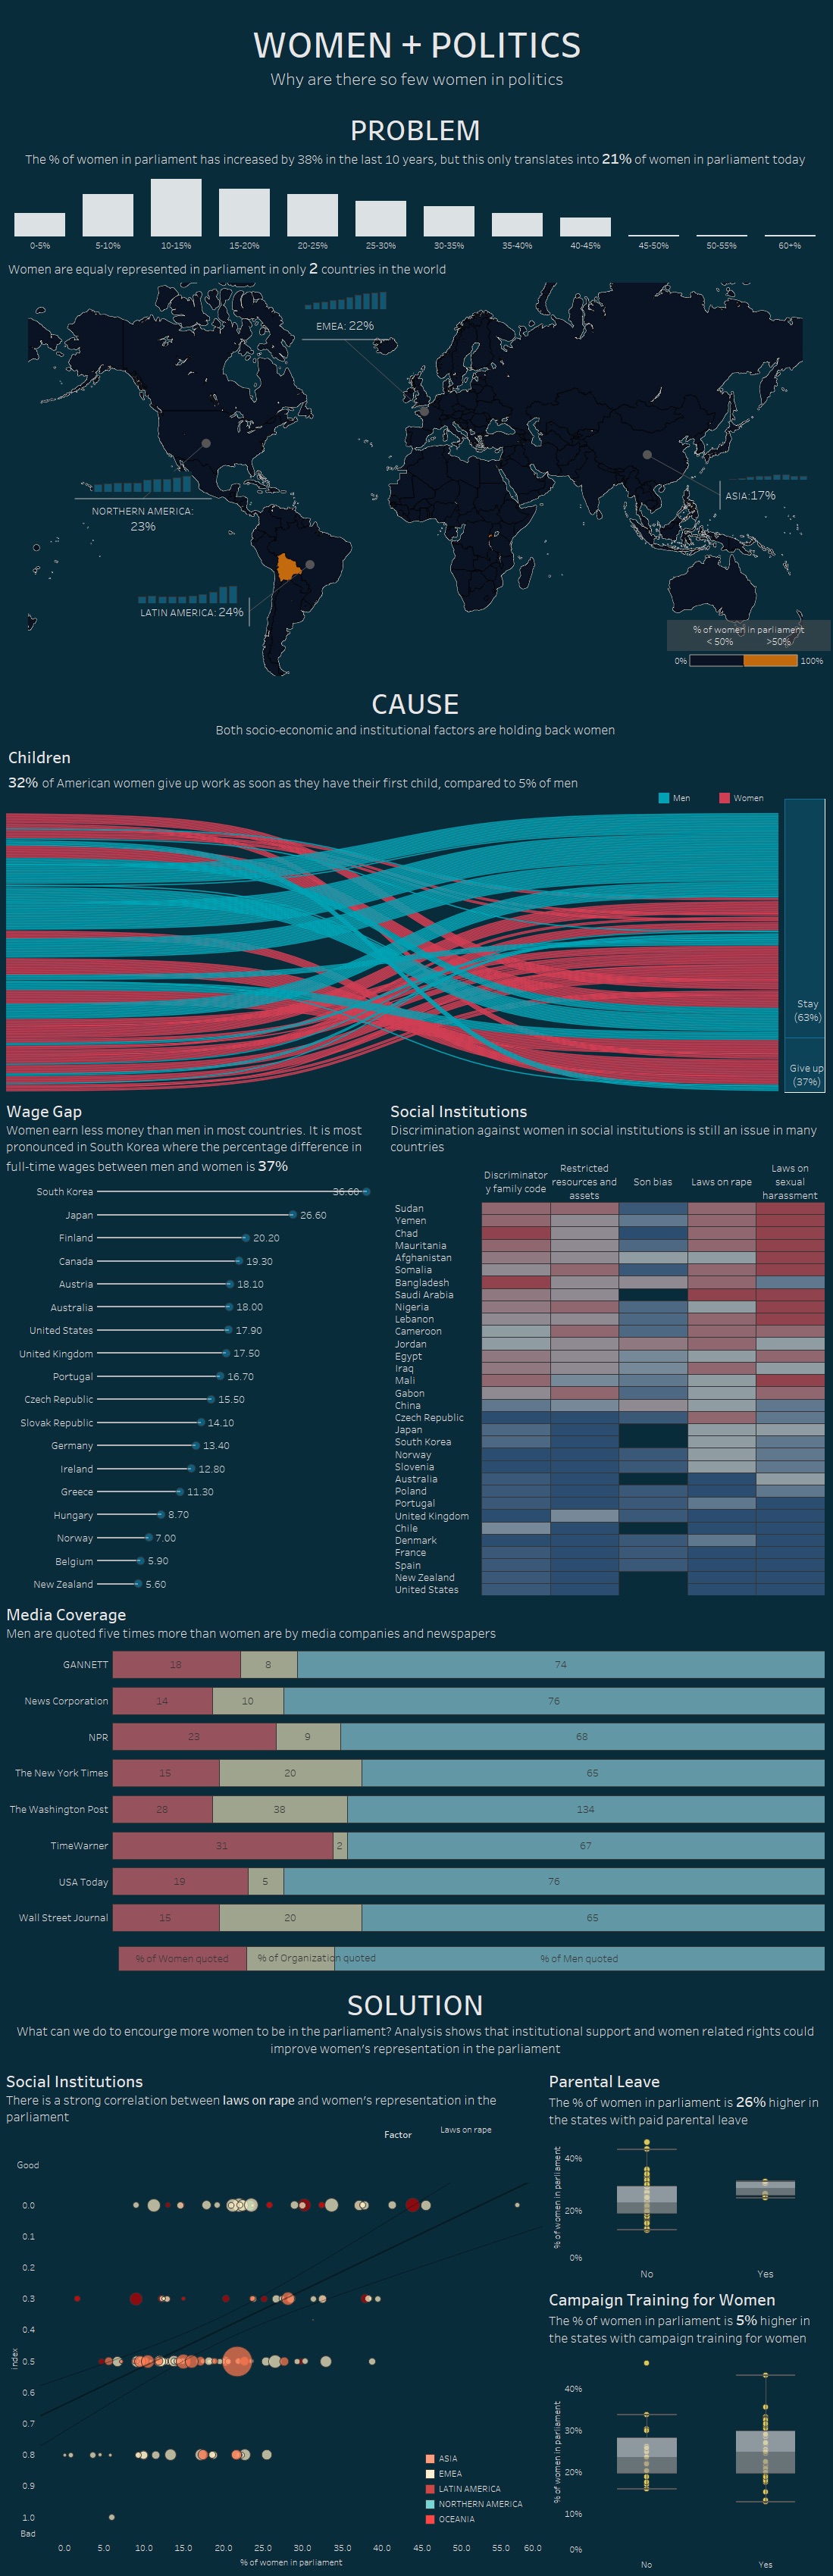 WOMEN + POLITICS
Why are there so few women in politics
PROBLEM
The % of women in parliament has increased by 38% in the last 10 years, but this only translates into 21% of women in parliament today
0-5% 5-10% 10-15% 15-20% 20-25% 25-30% 30-35% 35-40% 40-45% 45-50% 50-55% 60+%
Women are equaly represented in parliament in only 2 countries in the world
EMEA: 22%
ASIA:17%
NORTHERN AMERICA:
23%
LATIN AMERICA: 24%
% of women in parliament
< 50% >50%
0% 100%
CAUSE
Both socio-economic and institutional factors are holding back women
Children
32% of American women give up work as soon as they have their first child, compared to 5% of men
Men Women
Stay
(63%)
Give up
(37%)
Wage Gap
Women earn less money than men in most countries. It is most
pronounced in South Korea where the percentage difference in
full-time wages between men and women is 37%
South Korea 36.60
Japan 26.60
Finland 20.20
Canada 19.30
Austria 18.10
Australia 18.00
United States 17.90
United Kingdom 17.50
Portugal 16.70
Czech Republic 15.50
Slovak Republic 14.10
Germany 13.40
Ireland 12.80
Greece 11.30
Hungary 8.70
Norway 7.00
Belgium 5.90
New Zealand 5.60
Social Institutions
Discrimination against women in social institutions is still an issue in many
countries
Discriminator
y family code
Restricted
resources and
assets
Son bias
Laws on rape
Laws on
sexual
harassment
Sudan
Yemen
Chad
Mauritania
Afghanistan
Somalia
Bangladesh
Saudi Arabia
Nigeria
Lebanon
Cameroon
Jordan
Egypt
Iraq
Mali
Gabon
China
Czech Republic
Japan
South Korea
Norway
Slovenia
Australia
Poland
Portugal
United Kingdom
Chile
Denmark
France
Spain
New Zealand
United States
Media Coverage
Men are quoted five times more than women are by media companies and newspapers
GANNETT 18 8 74
News Corporation 14 10 76
NPR 23 9 68
The New York Times 15 20 65
The Washington Post 28 38 134
TimeWarner 31 2 67
USA Today 19 5 76
Wall Street Journal 15 20 65
% of Women quoted % of Organization quoted % of Men quoted
SOLUTION
What can we do to encourge more women to be in the parliament? Analysis shows that institutional support and women related rights could
improve women's representation in the parliament
Social Institutions
There is a strong correlation between laws on rape and women's representation in the
parliament
Factor Laws on rape
Good
0.0
0.1
0.2
0.3
0.4
0.5
0.6
0.7
0.8
0.9
1.0
Bad
index
ASIA
EMEA
LATIN AMERICA
NORTHERN AMERICA
OCEANIA
0.0 5.0 10.0 15.0 20.0 25.0 30.0 35.0 40.0 45.0 50.0 55.0 60.0
% of women in parliament
Parental Leave
The % of women in parliament is 26% higher in
the states with paid parental leave
% of women in parliament
40%
20%
0%
No Yes
Campaign Training for Women
The % of women in parliament is 5% higher in
the states with campaign training for women
% of women in parliament
40%
30%
20%
10%
0%
No Yes